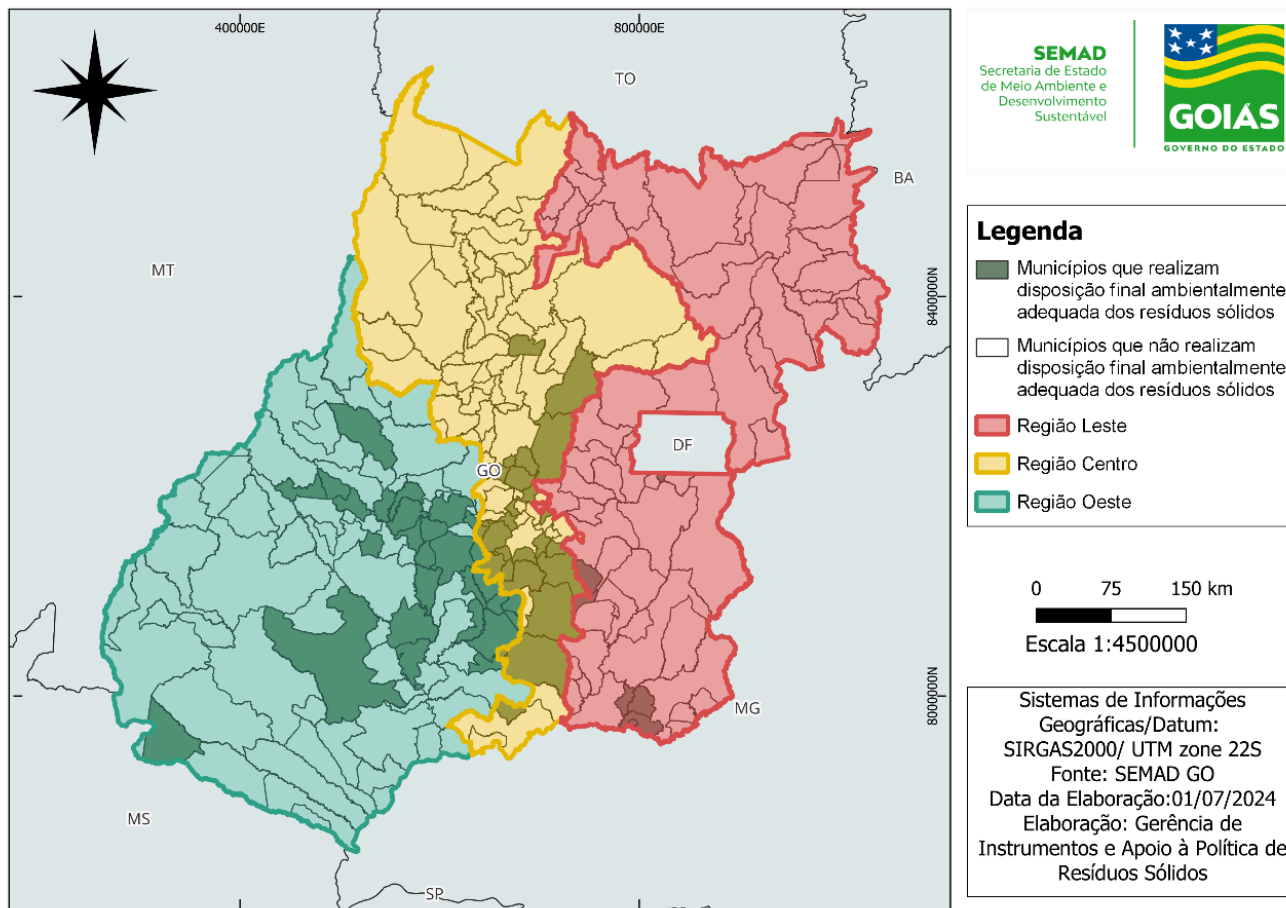 400000E
800000E
TO
BA
MT
8400000N
DF
GO
8000000N
MG
MS
SP
SEMAD
Secretaria de Estado
de Meio Ambiente e
Desenvolvimento
Sustentável
GOIÁS
GOVERNO DO ESTADO
Legenda
Municípios que realizam
disposição final ambientalmente
adequada dos resíduos sólidos
Municípios que não realizam
disposição final ambientalmente
adequada dos resíduos sólidos
Região Leste
Região Centro
Região Oeste
0 75 150 km
Escala 1:4500000
Sistemas de Informações
Geográficas/Datum:
SIRGAS2000/ UTM zone 22S
Fonte: SEMAD GO
Data da Elaboração:01/07/2024
Elaboração: Gerência de
Instrumentos e Apoio à Política de
Resíduos Sólidos